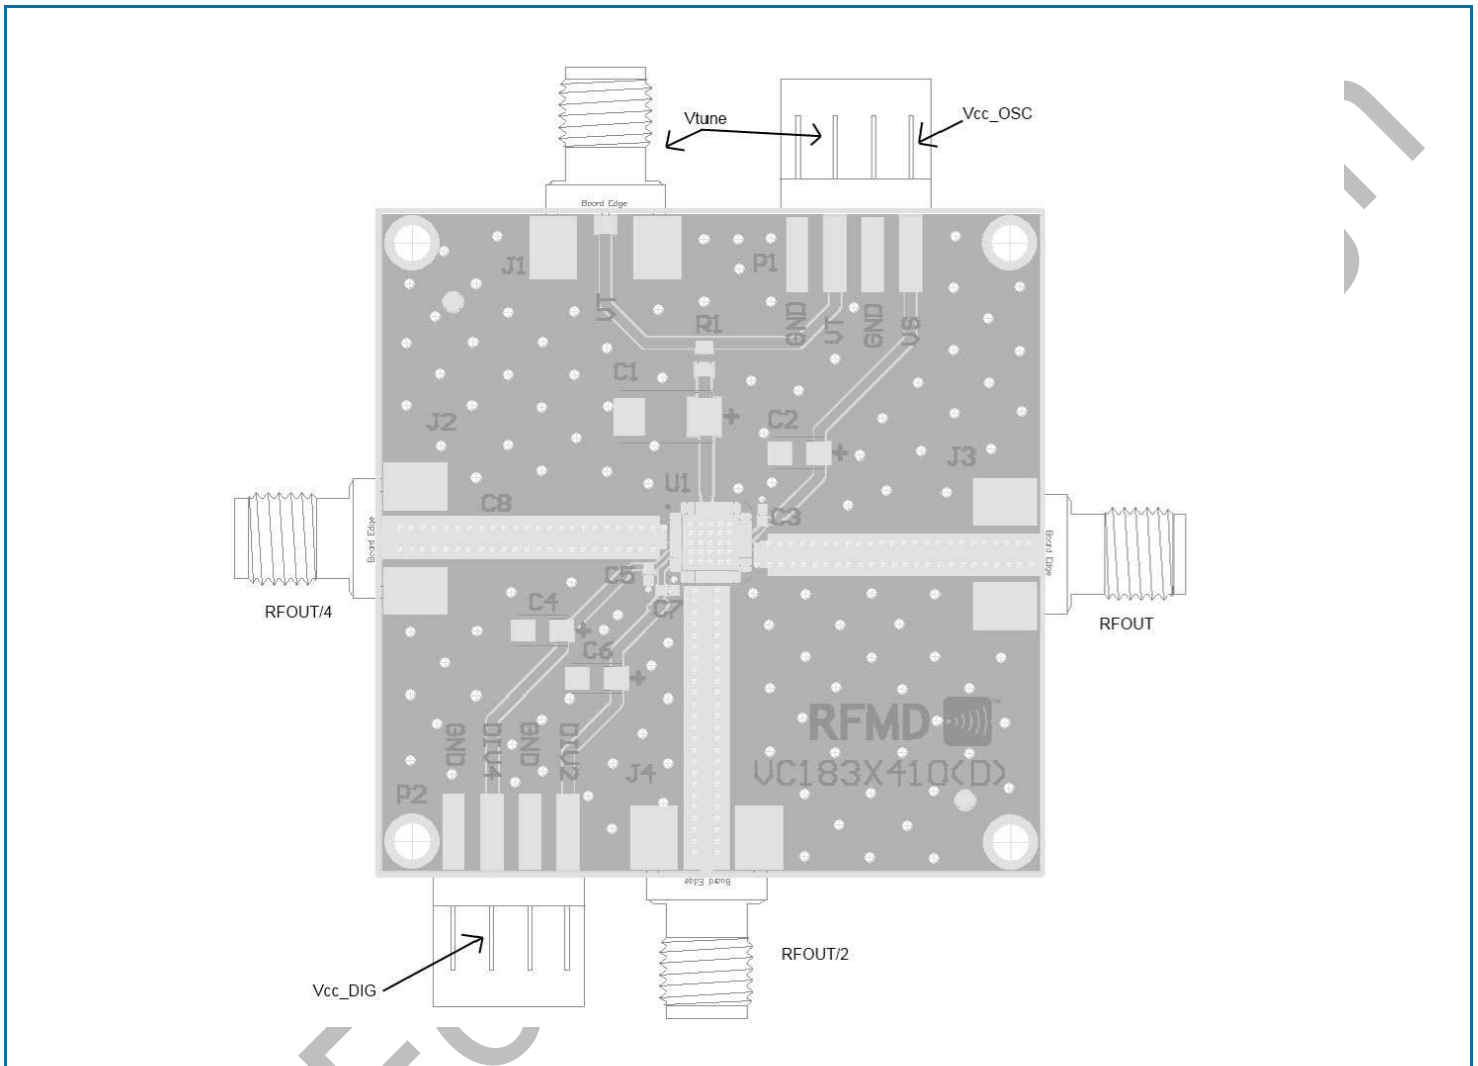 Vtune
Vcc_OSC
Board Edge
J1
P1
VT
R1
GND
VT
GND
VS
C1
J2
C2
J3
U1
C8
C3
Board Edge
Board Edge
C5
RFOUT/4
C4
C7
RFOUT
C6
RFMD
TM
GND
DIV4
GND
DIV2
J4
VC183X410(D)
P2
Board Edge
RFOUT/2
Vcc_DIG